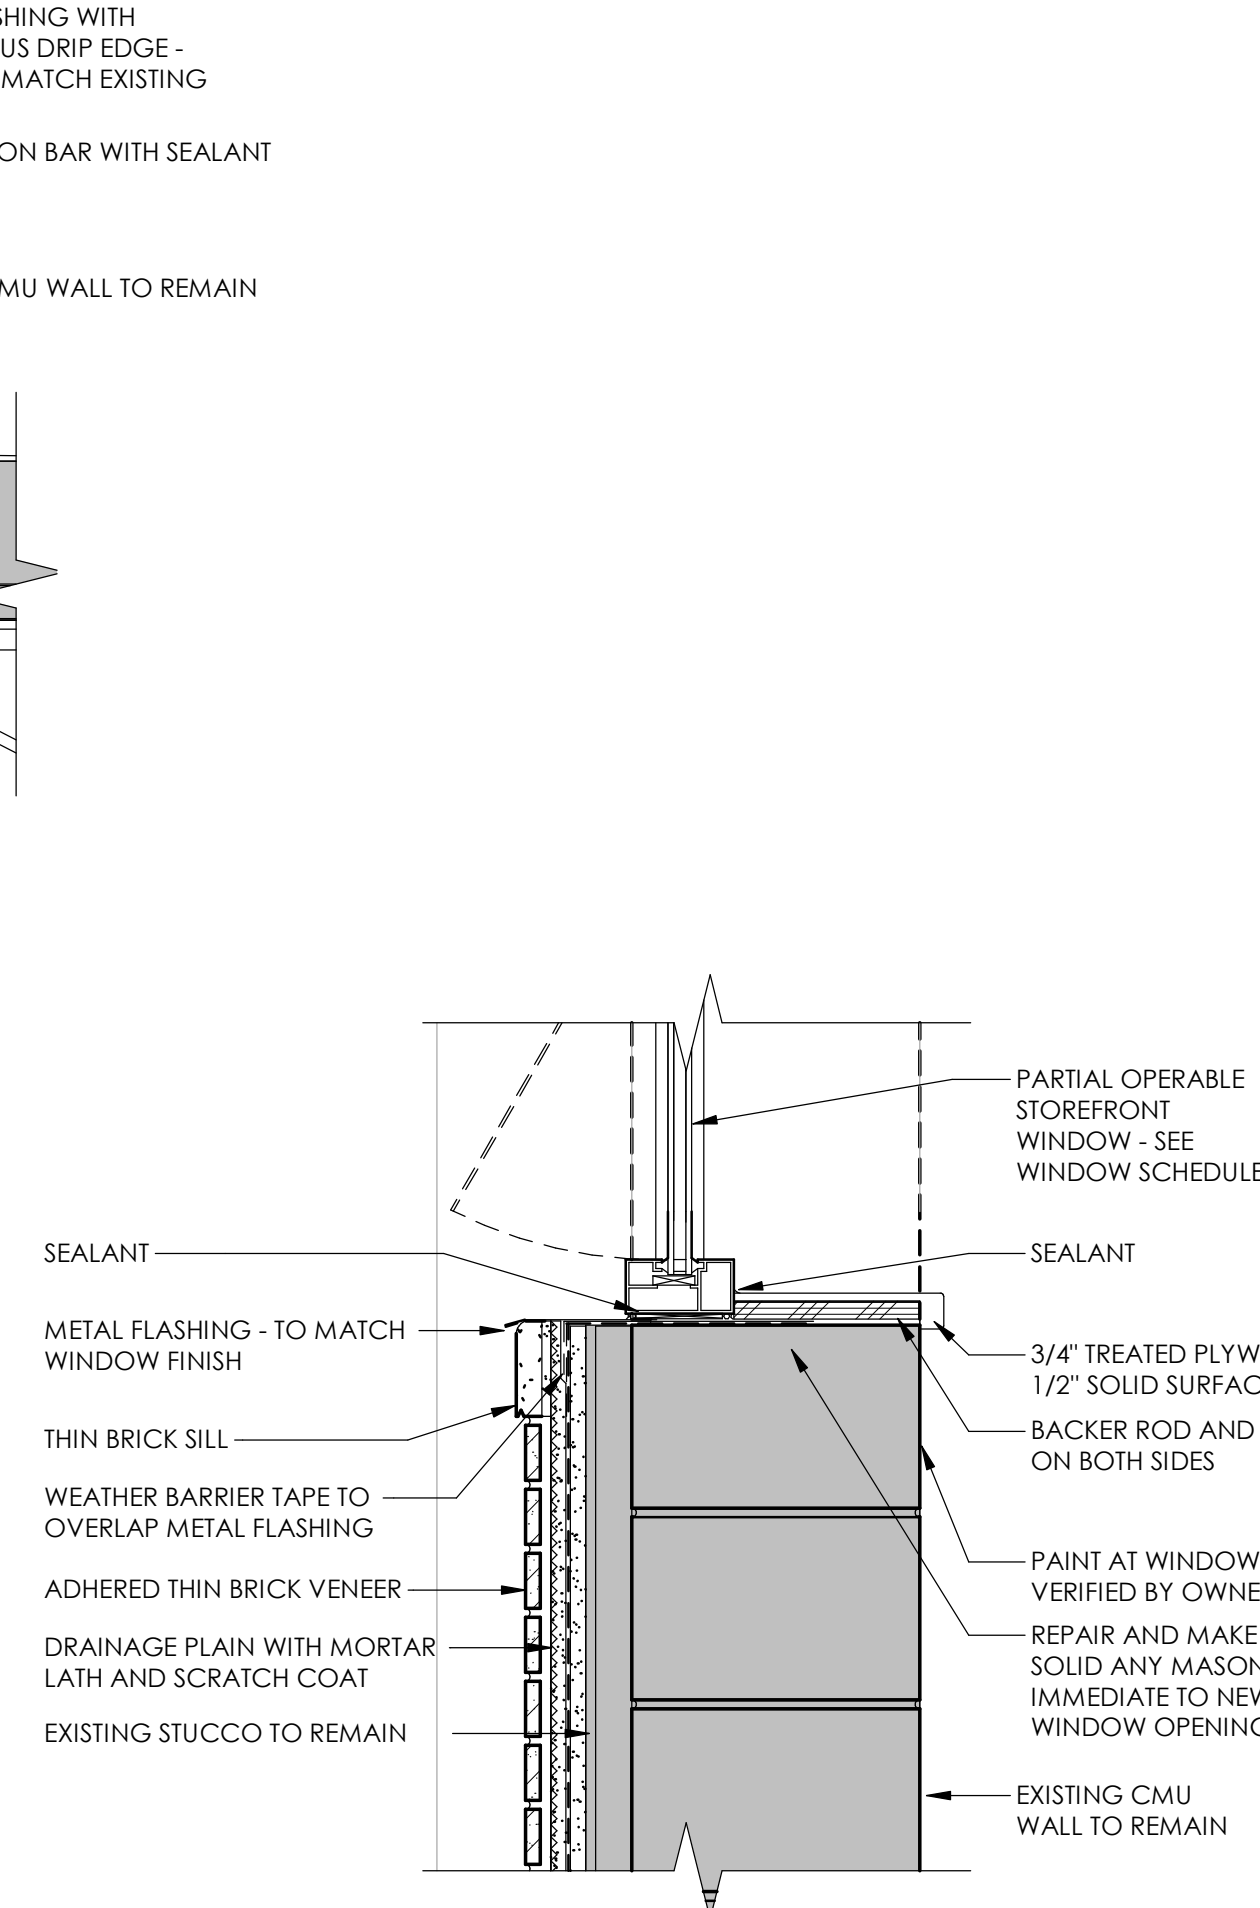 SHING WITH
US DRIP EDGE -
MATCH EXISTING
ON BAR WITH SEALANT
MU WALL TO REMAIN
PARTIAL OPERABLE
STOREFRONT
WINDOW - SEE
WINDOW SCHEDULE
SEALANT
SEALANT
METAL FLASHING - TO MATCH
WINDOW FINISH
3/4" TREATED PLYW
1/2" SOLID SURFAC
THIN BRICK SILL
BACKER ROD AND
ON BOTH SIDES
WEATHER BARRIER TAPE TO
OVERLAP METAL FLASHING
ADHERED THIN BRICK VENEER
PAINT AT WINDOW
VERIFIED BY OWNE
DRAINAGE PLAIN WITH MORTAR
LATH AND SCRATCH COAT
REPAIR AND MAKE
SOLID ANY MASON
IMMEDIATE TO NEW
WINDOW OPENING
EXISTING STUCCO TO REMAIN
EXISTING CMU
WALL TO REMAIN